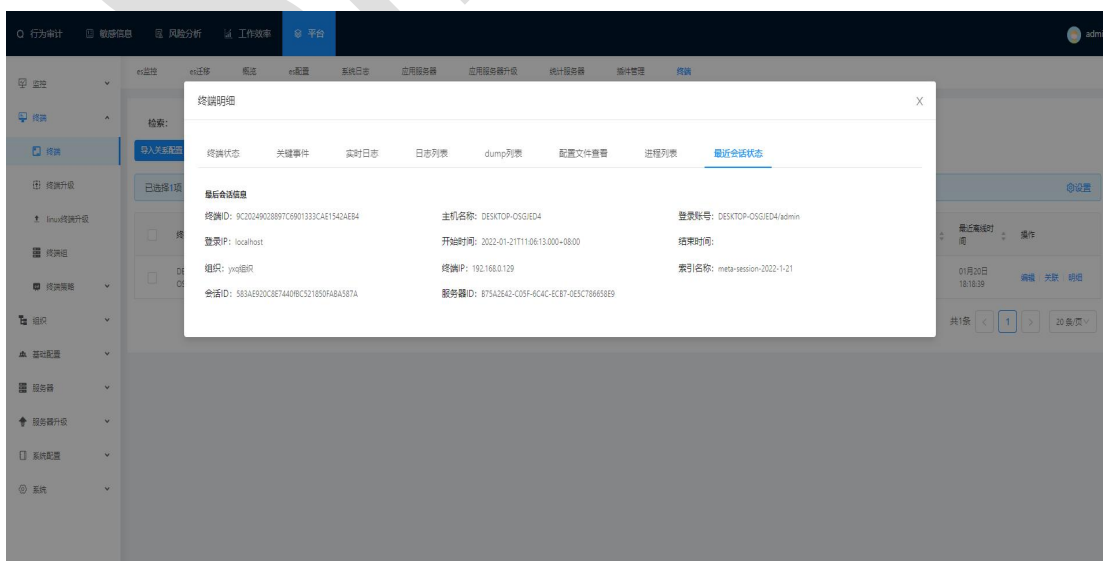 行为审计 敏感信息 风险分析 工作效率 平台 admi
监控
终端
终端
终端升级
linux终端升级
终端组
终端策略
组织
基础配置
服务器
服务器升级
系统配置
系统
es监控 es迁移 概览 es配置 系统日志 应用服务器 应用服务器升级 统计服务器 插件管理 终端
检索：
导入关系配置
已选择1项 设置
终 最近离线时间 操作
DE
OS
01月20日
18:18:39
编辑 关联 明细
共1条 < 1 > 20 条/页
终端明细 X
终端状态 关键事件 实时日志 日志列表 dump列表 配置文件查看 进程列表 最近会话状态
最后会话信息
终端ID: 9C20249028897C6901333CAE1542AEB4 主机名称: DESKTOP-OSGJED4 登录账号: DESKTOP-OSGJED4/admin
登录IP: localhost 开始时间: 2022-01-21T11:06:13.000+08:00 结束时间:
组织: yxq组织 终端IP: 192.168.0.129 索引名称: meta-session-2022-1-21
会话ID: 583AE920C8E7440fBC521850FABA587A 服务器ID: B75A2E42-C05F-6C4C-ECB7-0E5C786658E9